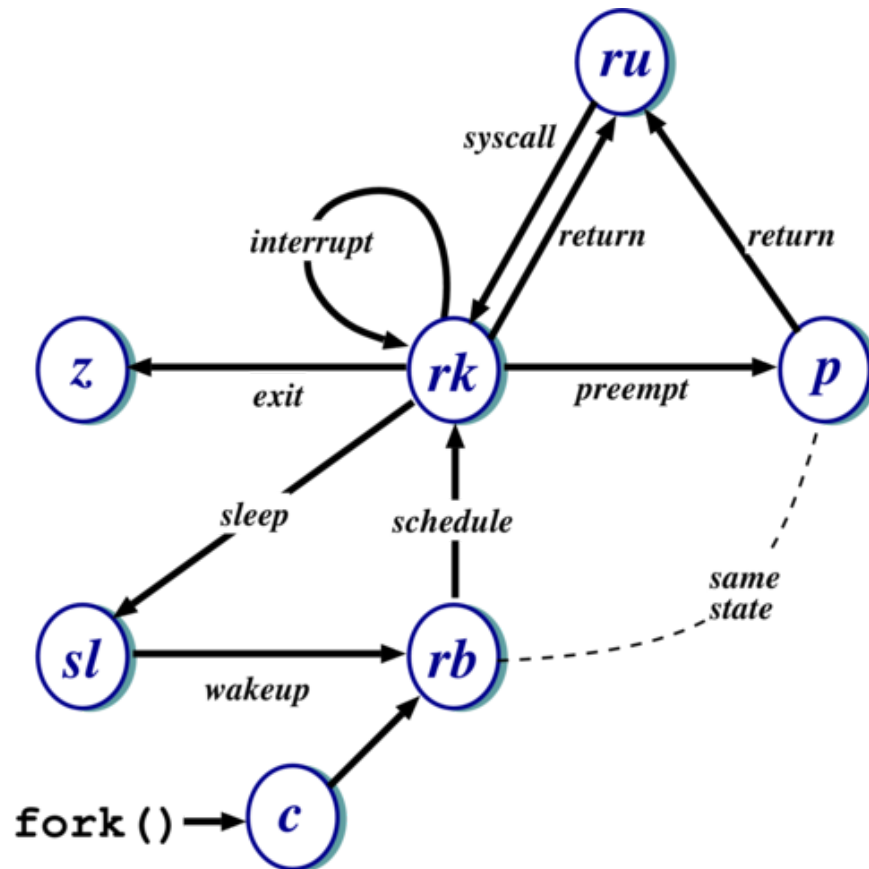 ru
syscall
interrupt
return
return
z
rk
p
exit
preempt
sleep
schedule
same
state
sl
rb
wakeup
fork()
c